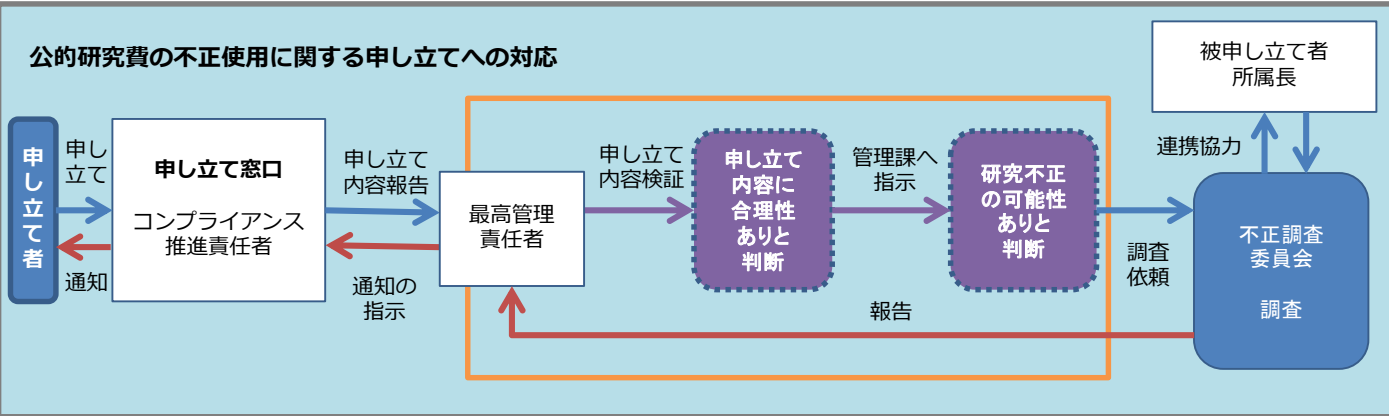 公的研究費の不正使用に関する申し立てへの対応
申し立て者
申し
立て
通知
申し立て窓口
コンプライアンス
推進責任者
申し立て
内容報告
通知の
指示
最高管理
責任者
申し立て
内容検証
申し立て
内容に
合理性
ありと
判断
管理課へ
指示
研究不正
の可能性
ありと
判断
調査
依頼
報告
被申し立て者
所属長
連携協力
不正調査
委員会
調査